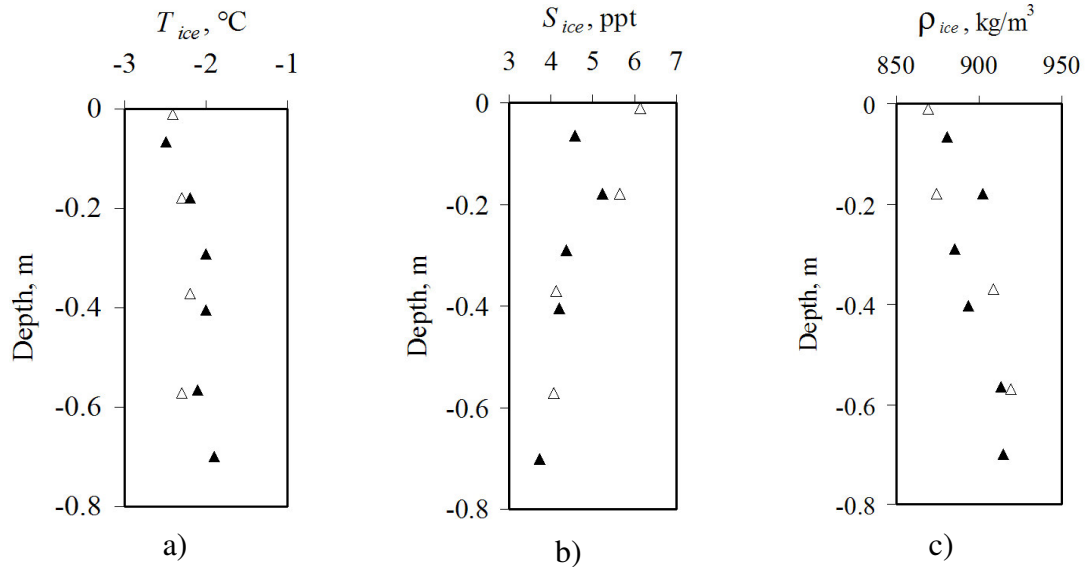 T ice, °C
-3 -2 -1
0
-0.2
-0.4
-0.6
-0.8
Depth, m
a)
S ice, ppt
3 4 5 6 7
0
-0.2
-0.4
-0.6
-0.8
Depth, m
b)
ρ ice, kg/m³
850 900 950
0
-0.2
-0.4
-0.6
-0.8
Depth, m
c)